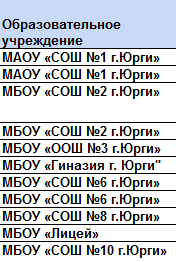 Образовательное
учреждение
МАОУ «СОШ №1 г.Юрги»
МАОУ «СОШ №1 г.Юрги»
МБОУ «СОШ №2 г.Юрги»
МБОУ «СОШ №2 г.Юрги»
МБОУ «ООШ №3 г.Юрги»
МБОУ «Гиназия г. Юрги"
МБОУ «СОШ №6 г.Юрги»
МБОУ «СОШ №6 г.Юрги»
МБОУ «СОШ №8 г.Юрги»
МБОУ «Лицей»
МБОУ «СОШ №10 г.Юрги»